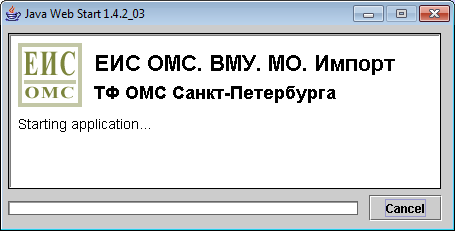 Java Web Start 1.4.2_03
ЕИС
ОМС
ЕИС ОМС. ВМУ. МО. Импорт
ТФ ОМС Санкт-Петербурга
Starting application...
Cancel